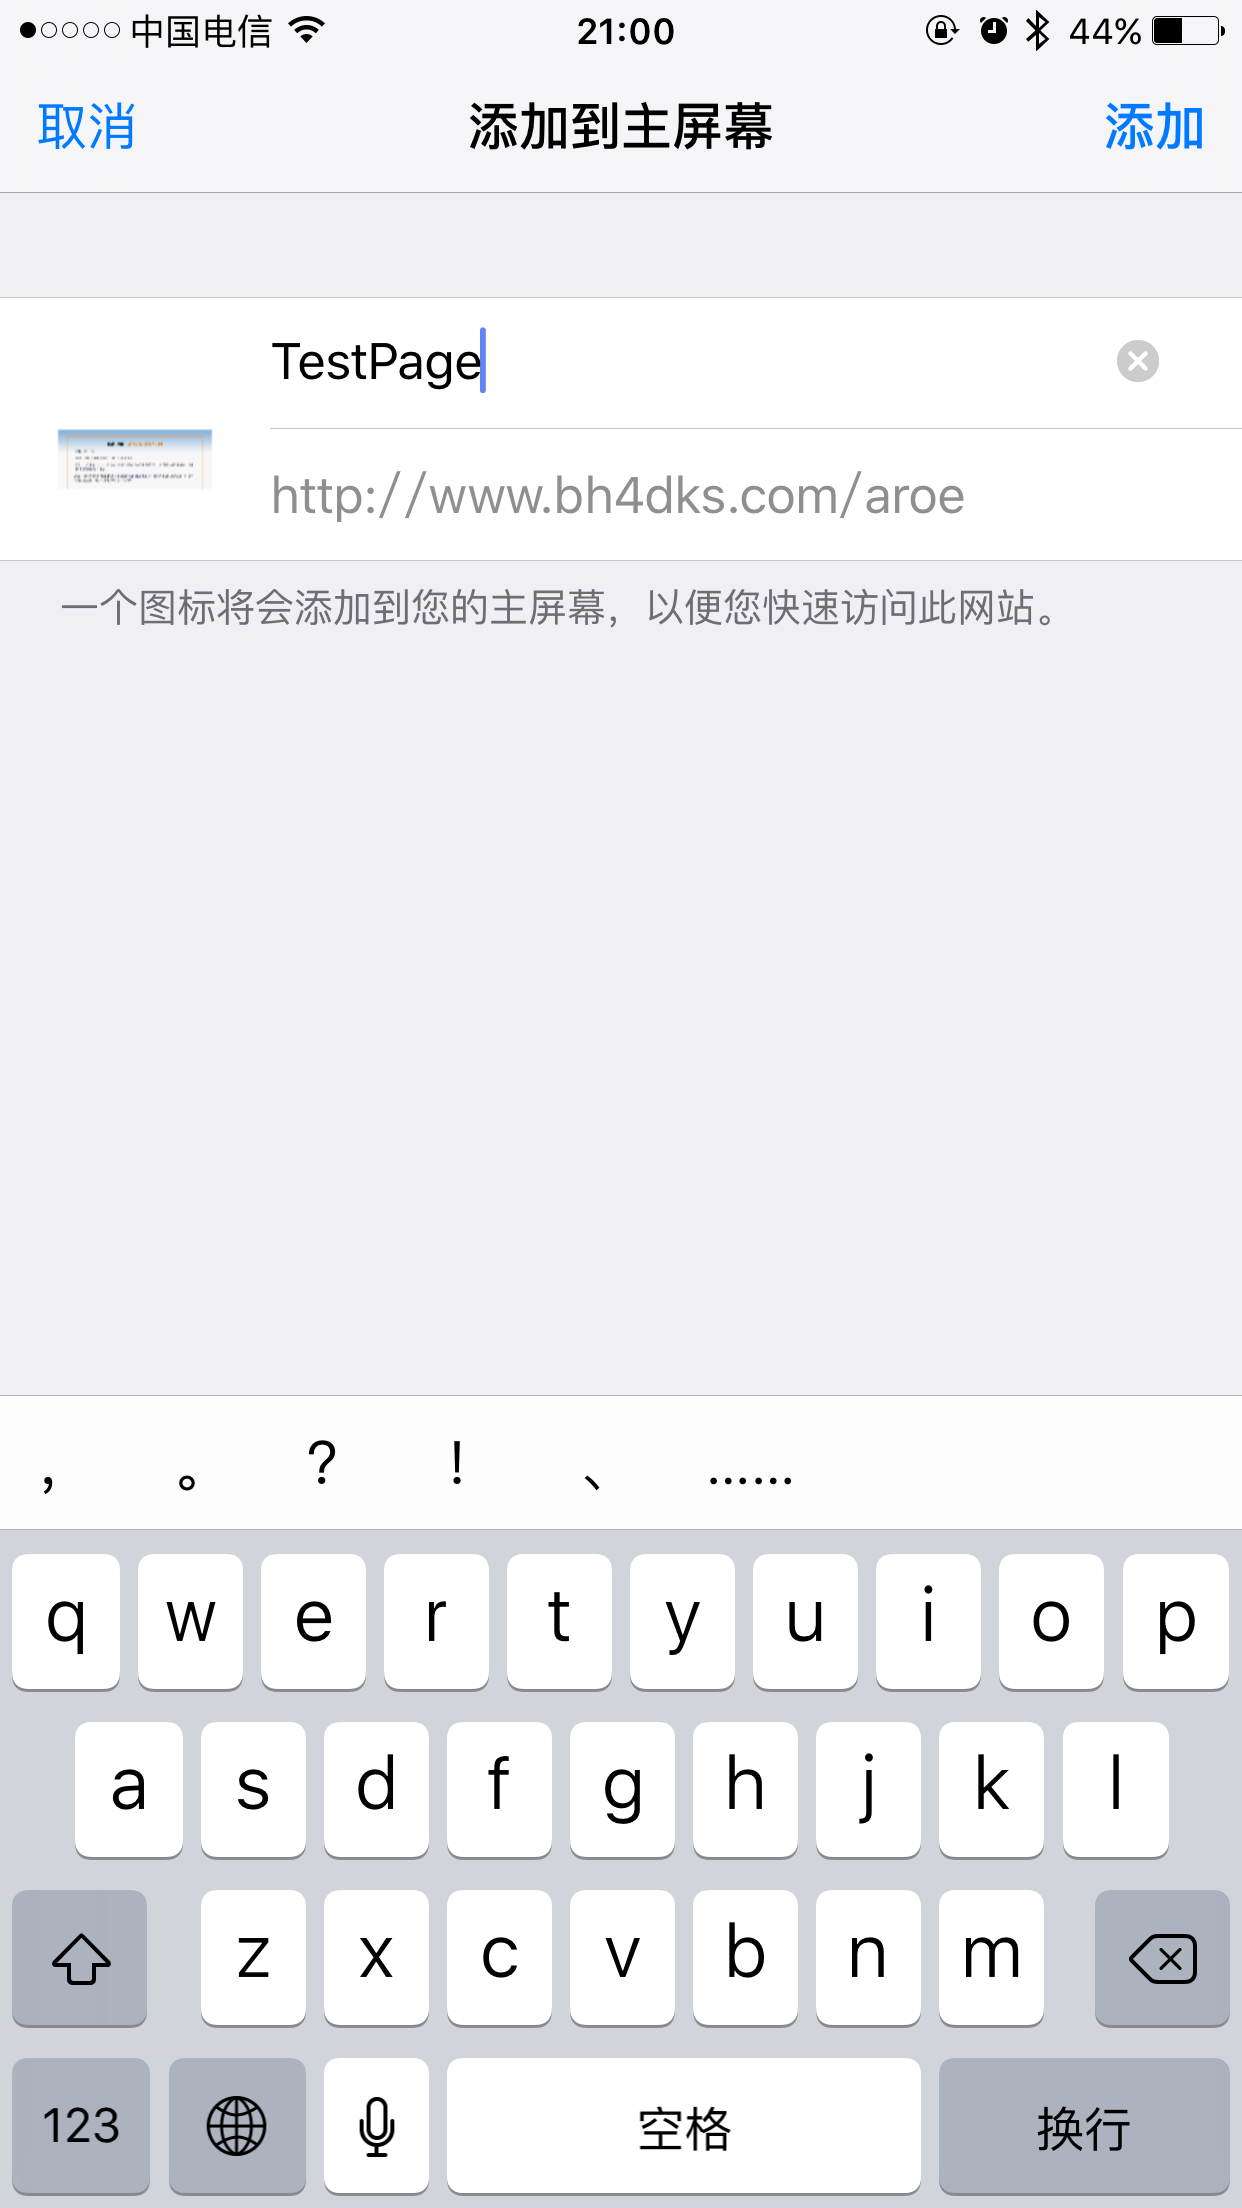 中国电信 21:00 44%
取消 添加到主屏幕 添加
TestPage
http://www.bh4dks.com/aroe
一个图标将会添加到您的主屏幕，以便您快速访问此网站。
， 。 ? ! 、 ……
q w e r t y u i o p
a s d f g h j k l
z x c v b n m
123 空格 换行